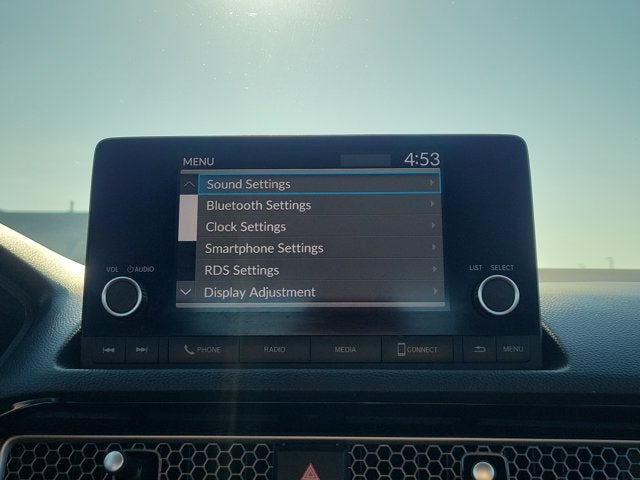 MENU 4:53
Sound Settings
Bluetooth Settings
Clock Settings
Smartphone Settings
RDS Settings
Display Adjustment
VOL AUDIO LIST SELECT
PHONE RADIO MEDIA CONNECT MENU